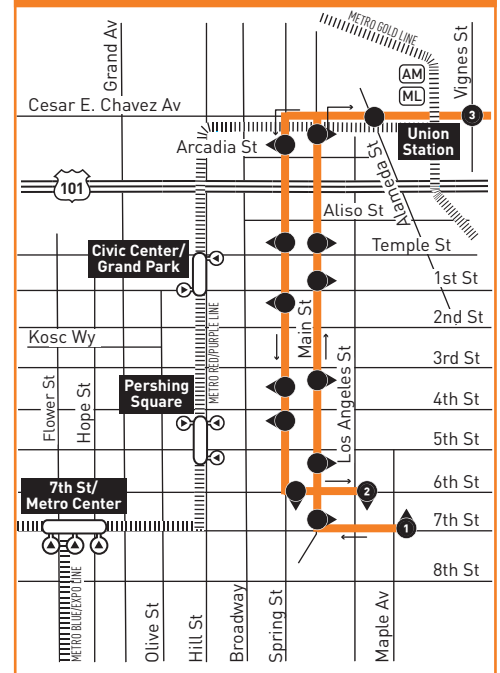 METRO GOLD LINE
Grand Av
Vignes St
AM
ML
Cesar E. Chavez Av
3
Union
Station
Arcadia St
Alameda St
101
Aliso St
Temple St
Civic Center/
Grand Park
1st St
METRO RED/PURPLE LINE
Main St
2nd St
Kosc Wy
3rd St
Flower St
Hope St
Pershing
Square
Los Angeles St
4th St
5th St
7th St/
Metro Center
6th St
2
7th St
1
METRO BLUE/EXPO LINE
8th St
Olive St
Hill St
Broadway
Spring St
Maple Av